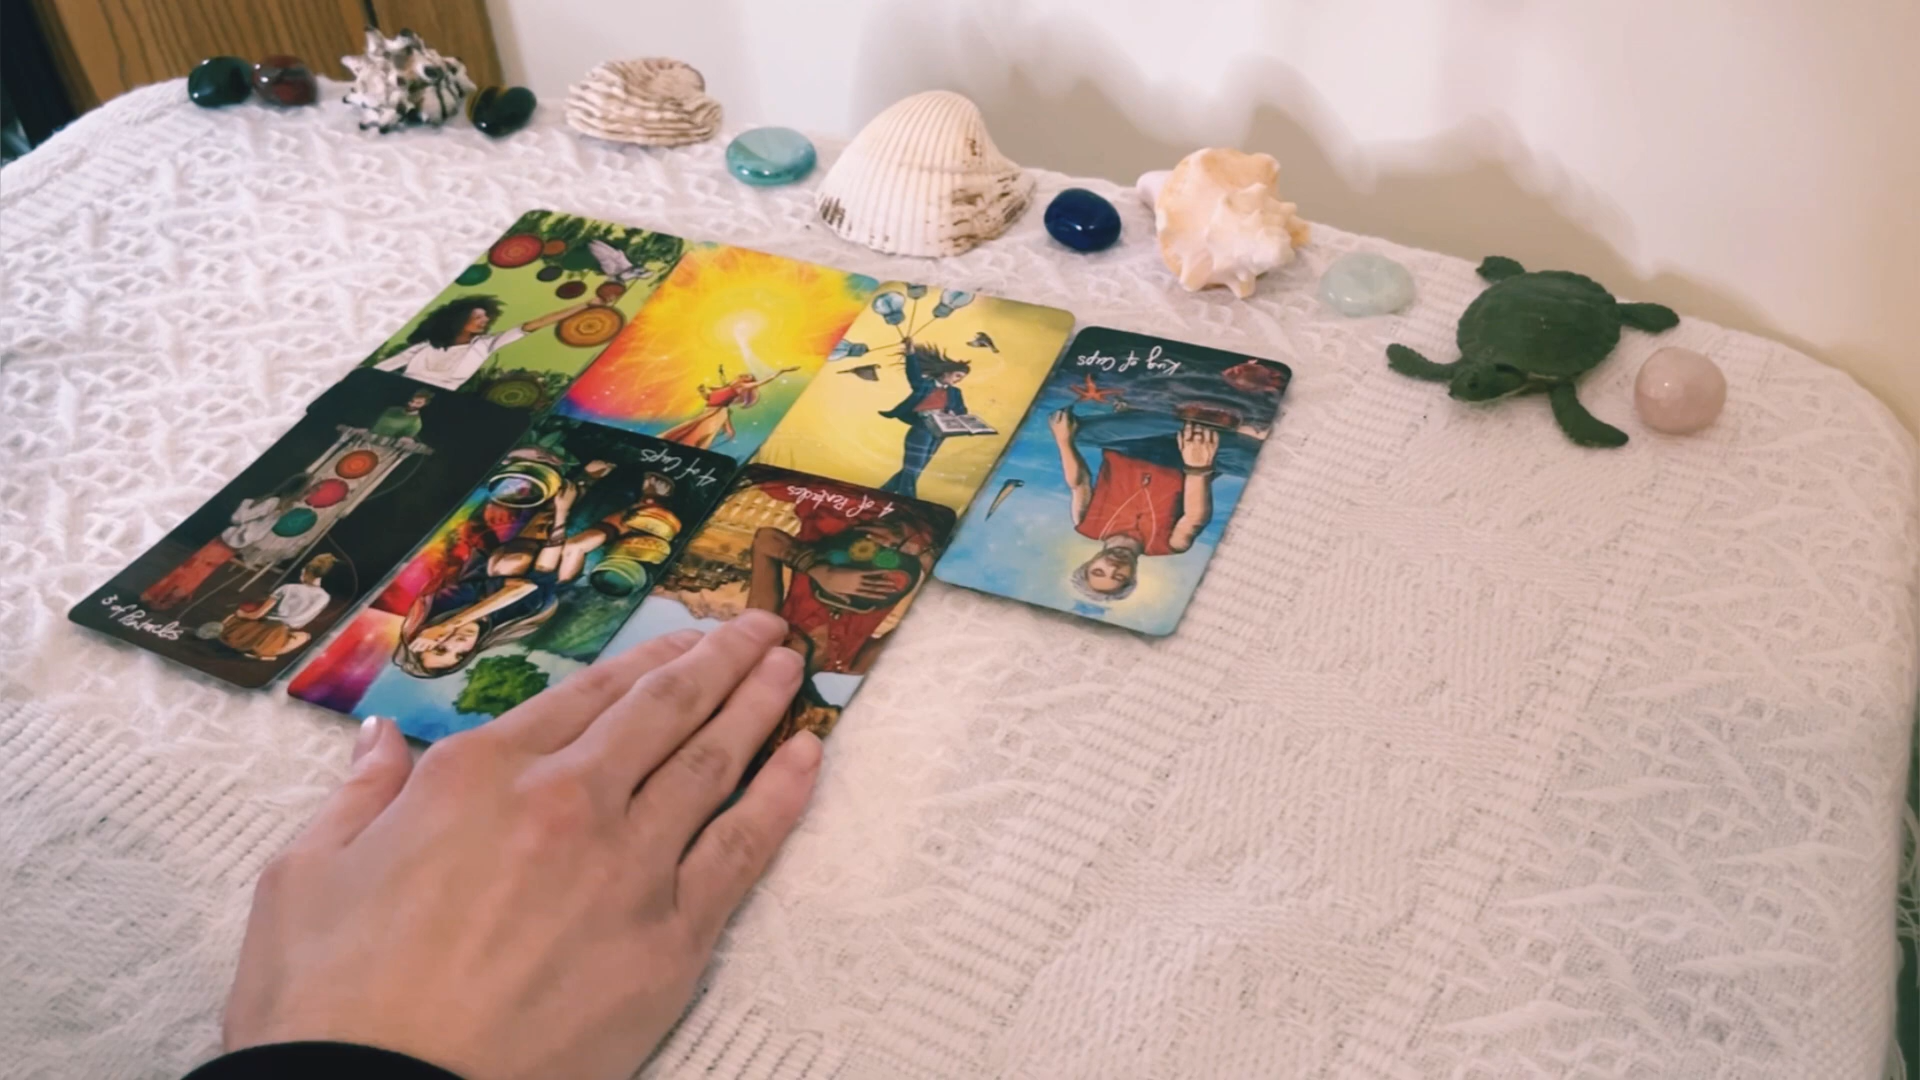 King of Cups
4 of Cups
4 of Pentacles
3 of Pentacles